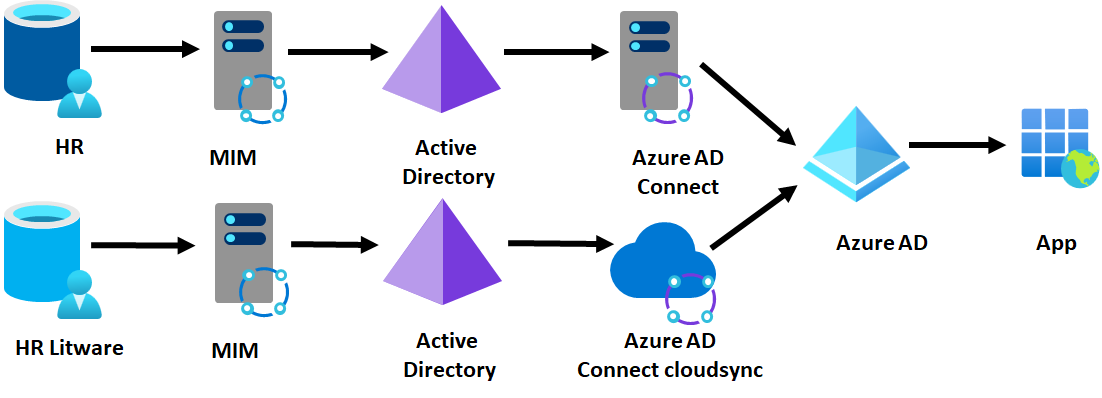 HR
MIM
Active
Directory
Azure AD
Connect
Azure AD
App
HR Litware
MIM
Active
Directory
Azure AD
Connect cloudsync